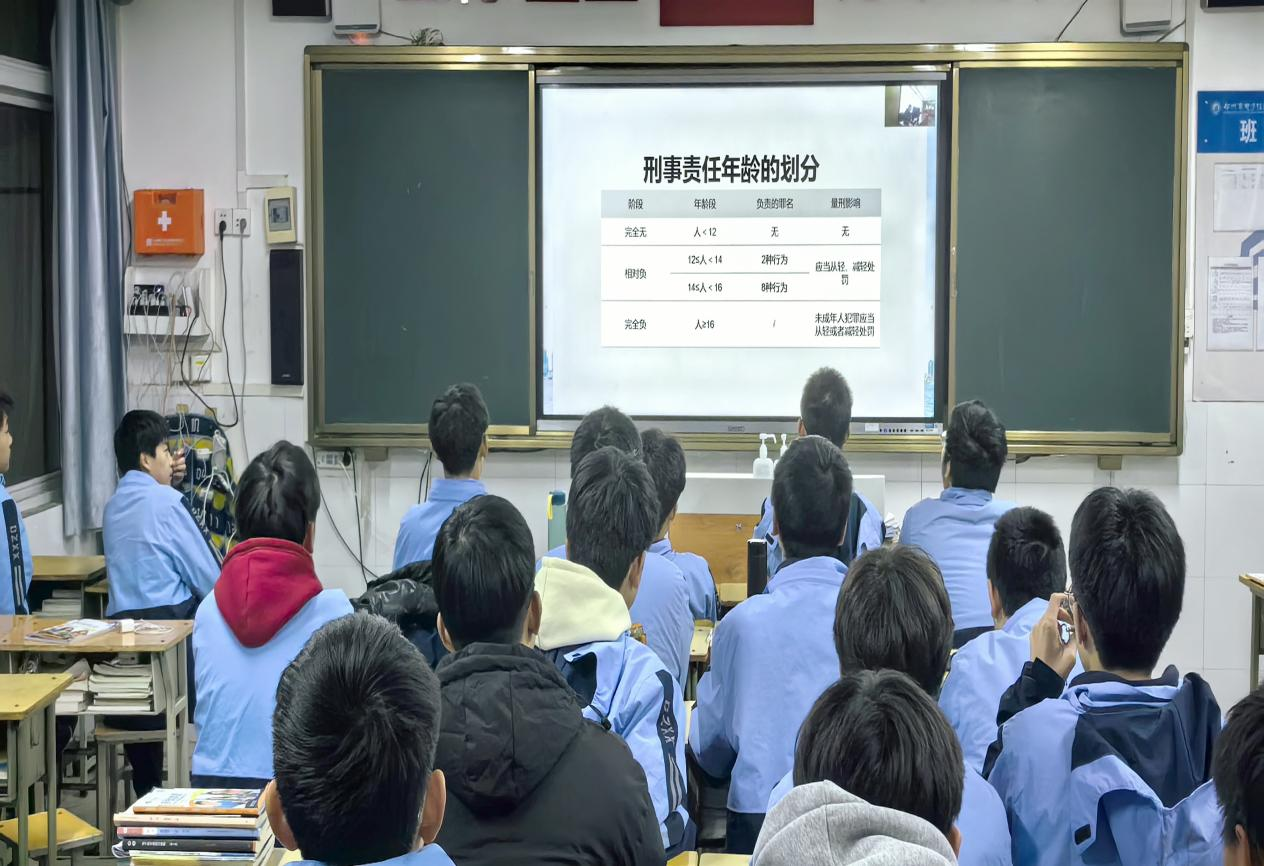 刑事责任年龄的划分
阶段 年龄段 负责的罪名 量刑影响
完全无 人<12 无 无
相对负 12≤人<14 2种行为 应当从轻、减轻处罚
14≤人<16 8种行为
完全负 人≥16 / 未成年人犯罪应当
从轻或者减轻处罚
班
DZXX